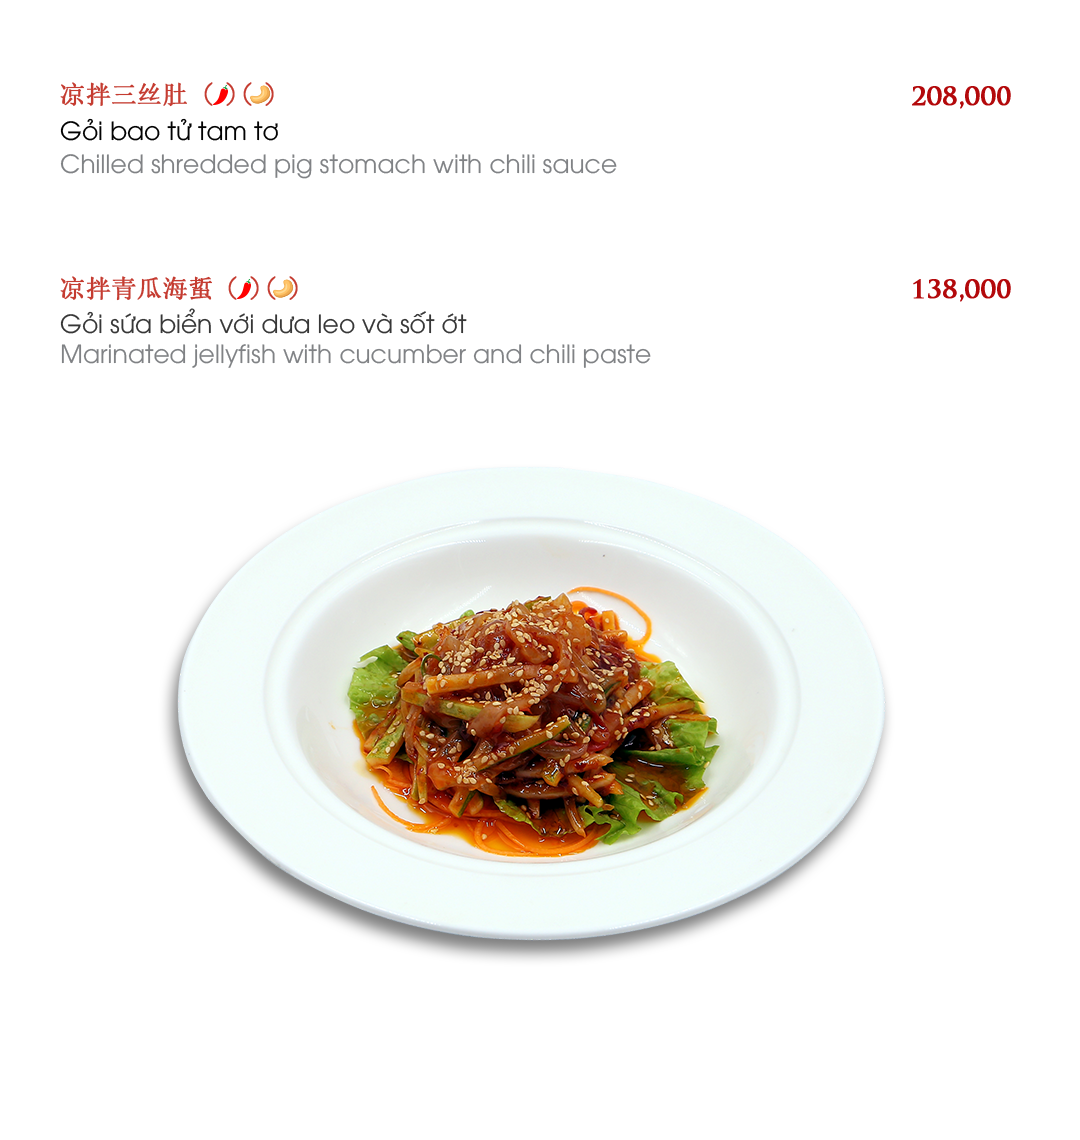 凉拌三丝肚 ( ) ( )
208,000
Gỏi bao tử tam tơ
Chilled shredded pig stomach with chili sauce
凉拌青瓜海蜇 ( ) ( )
138,000
Gỏi sứa biển với dưa leo và sốt ớt
Marinated jellyfish with cucumber and chili paste